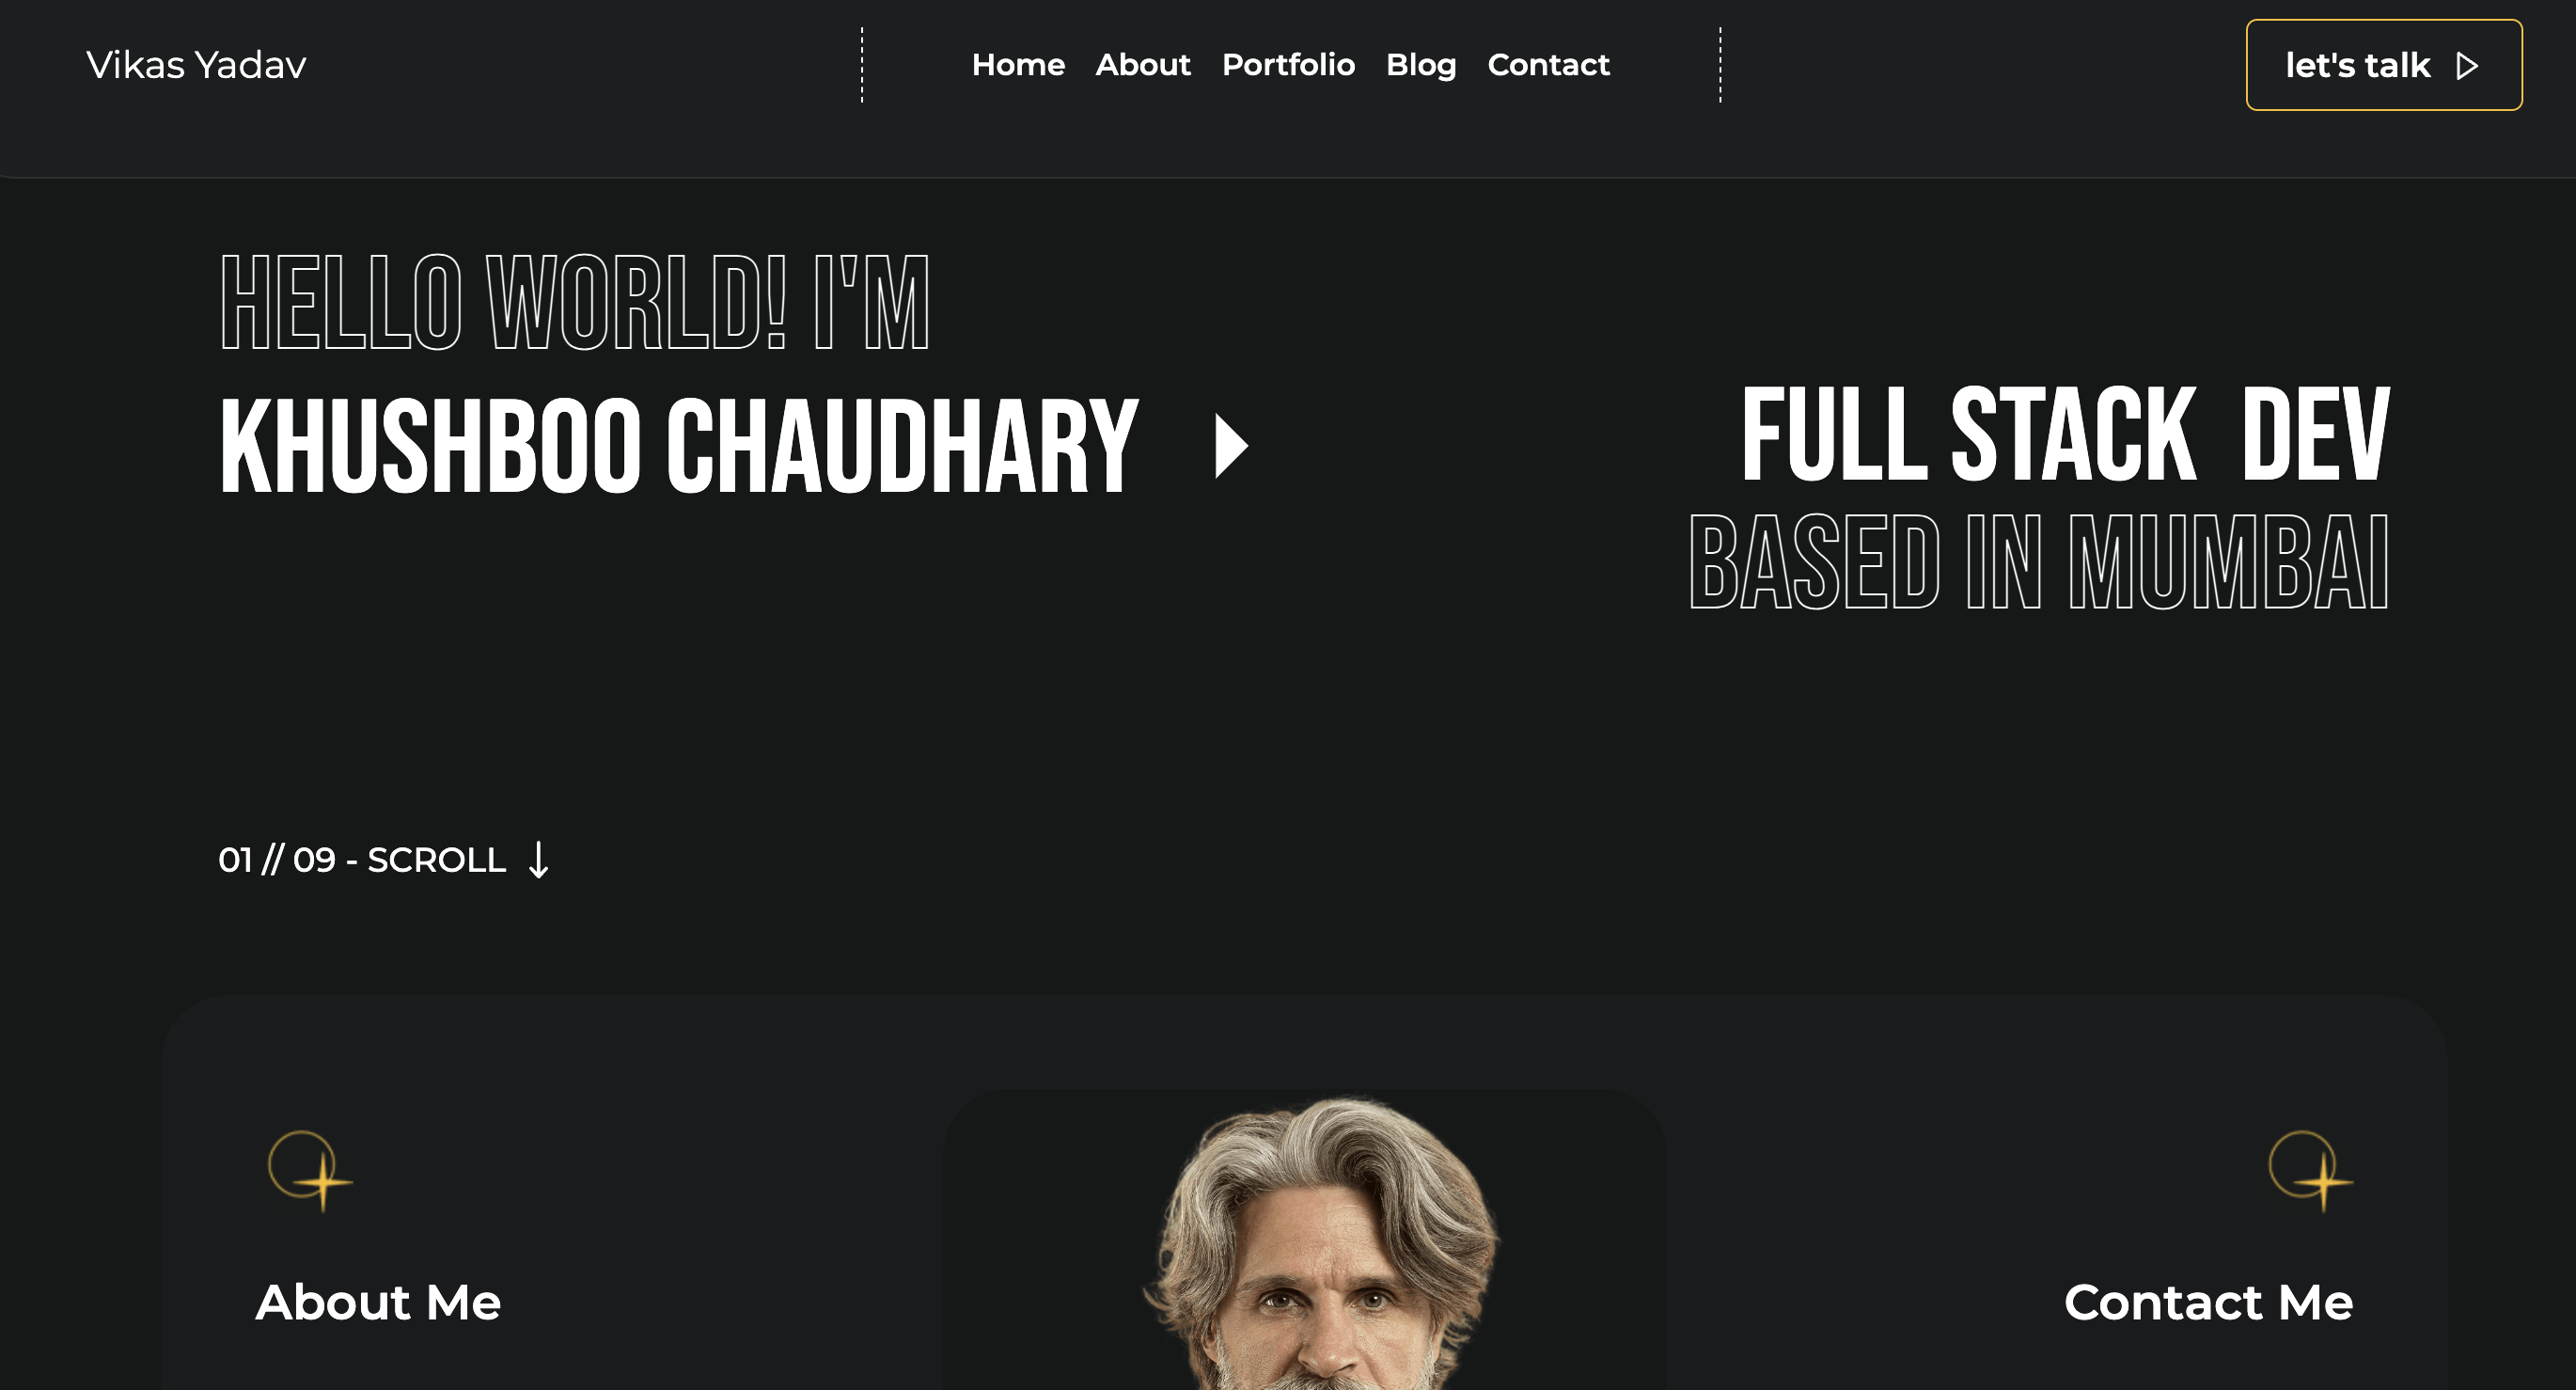 Vikas Yadav
Home About Portfolio Blog Contact
let's talk
HELLO WORLD! I'M
KHUSHBOO CHAUDHARY
FULL STACK DEV
BASED IN MUMBAI
01 // 09 - SCROLL
About Me
Contact Me